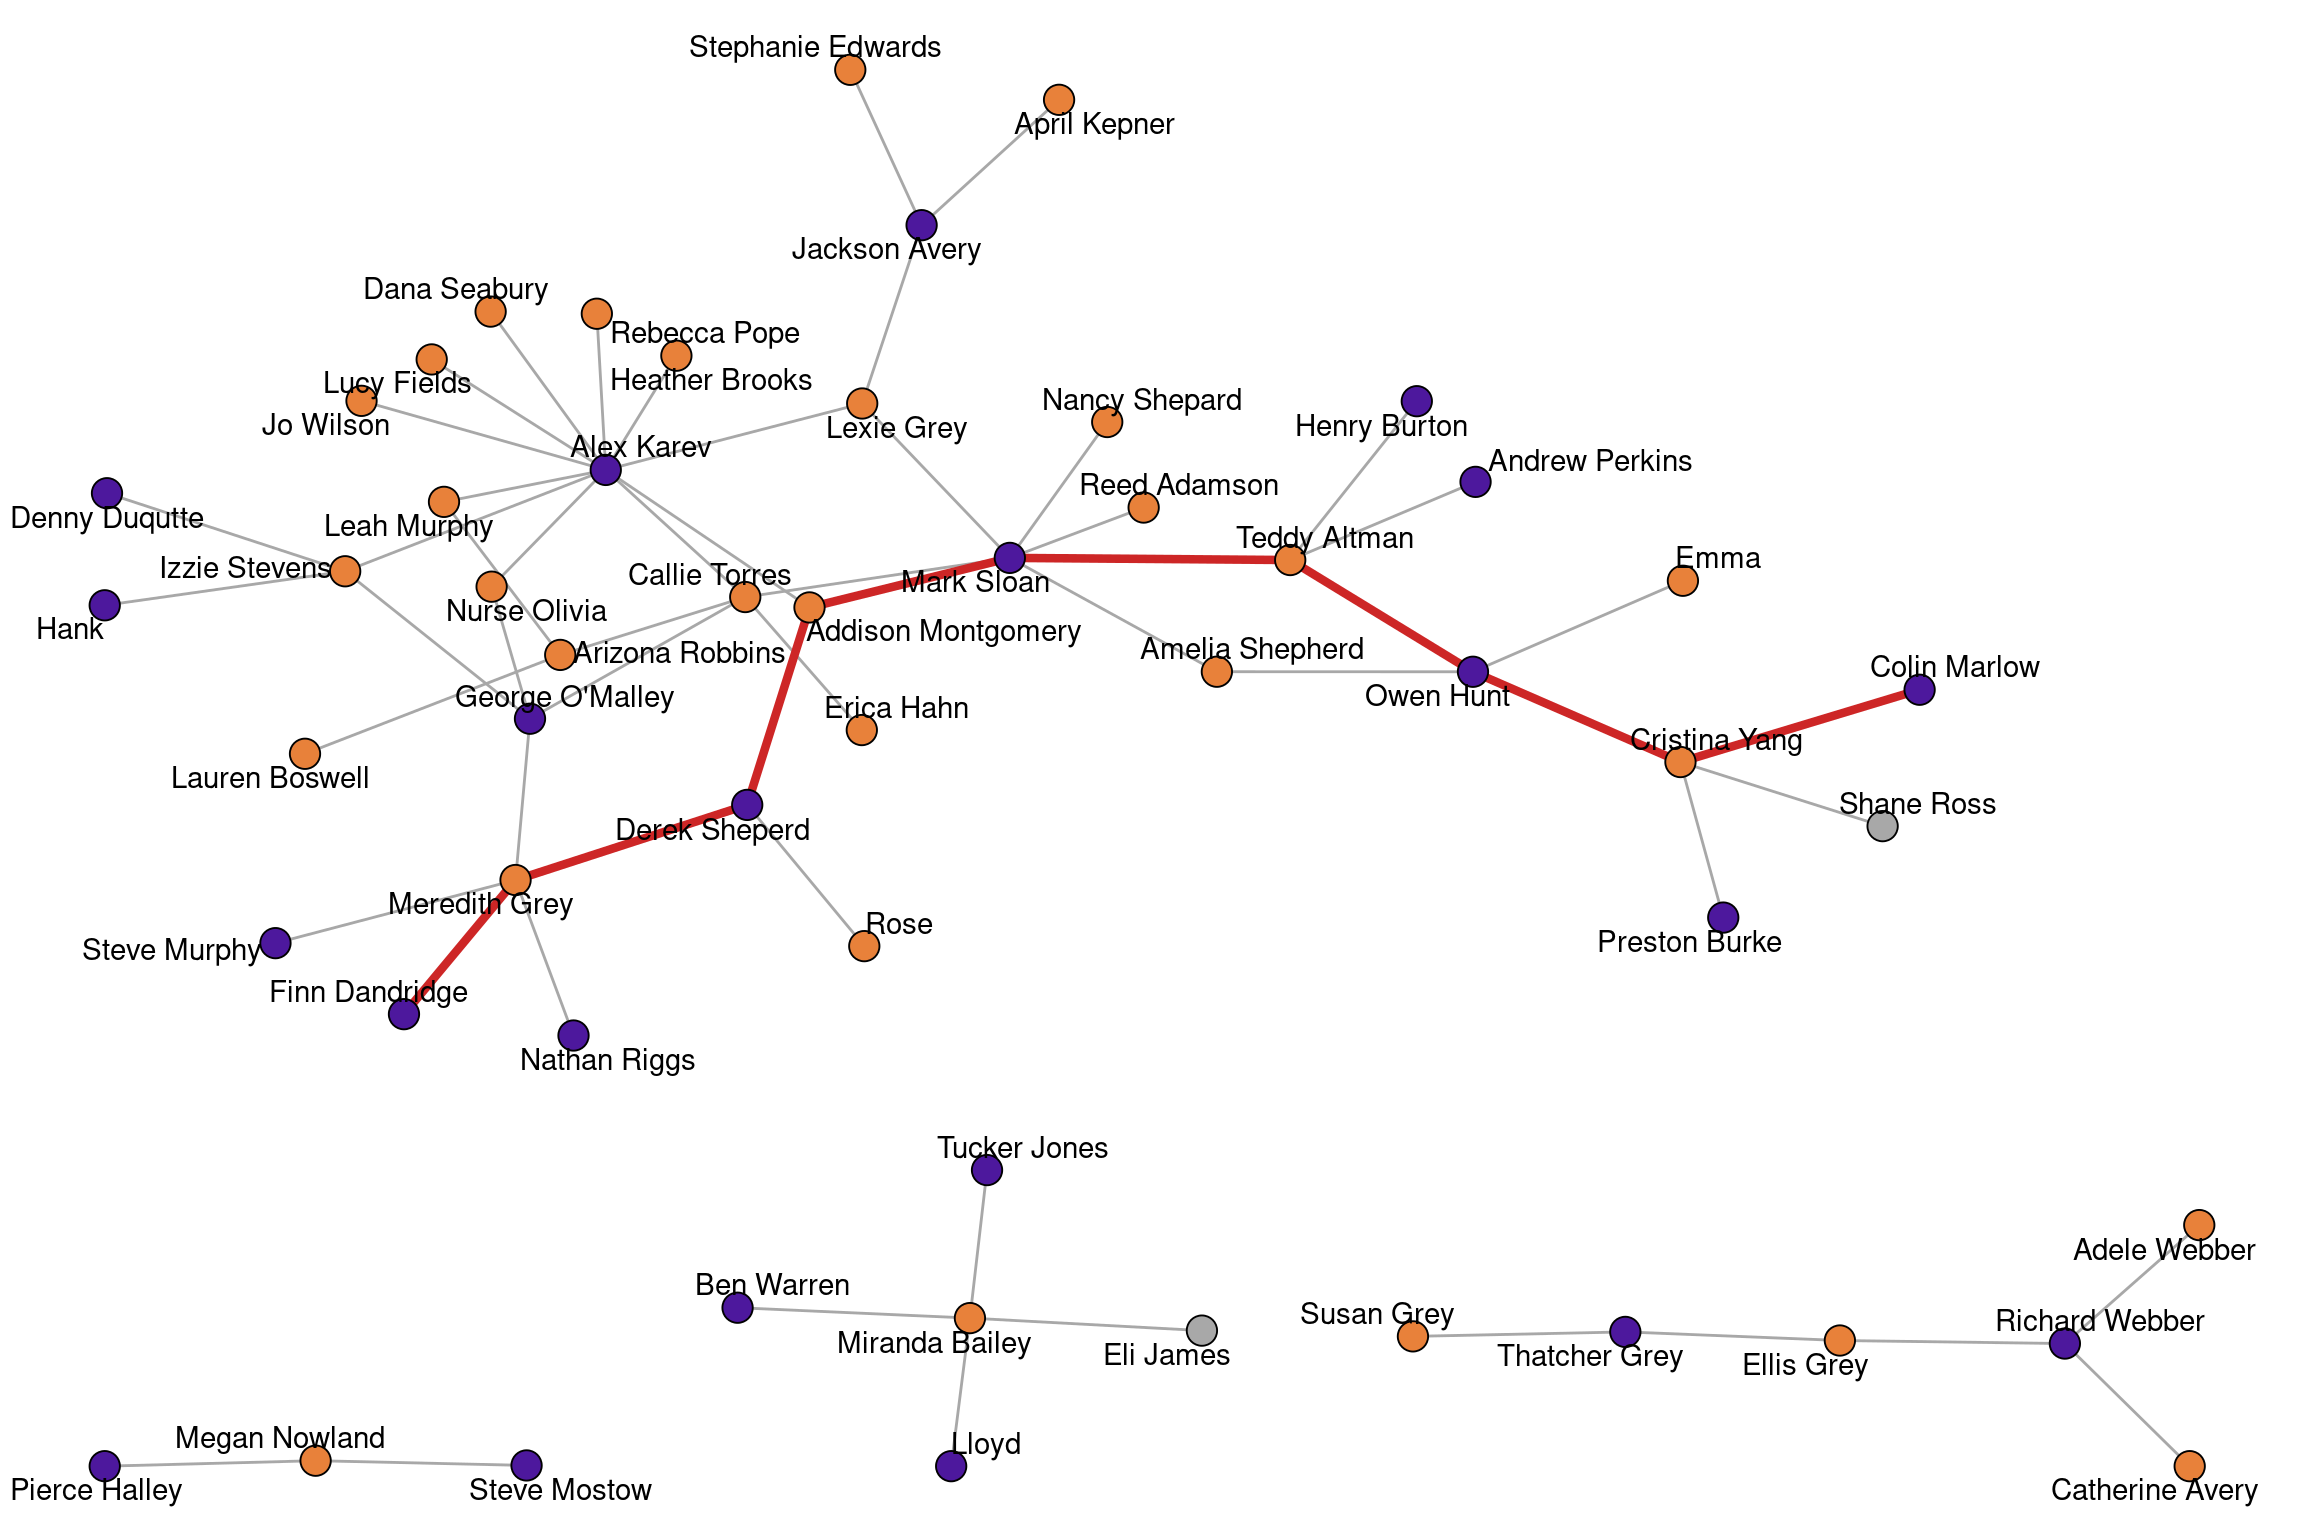 Stephanie Edwards
April Kepner
Jackson Avery
Dana Seabury
Rebecca Pope
Heather Brooks
Lucy Fields
Jo Wilson
Lexie Grey
Nancy Shepard
Henry Burton
Alex Karev
Andrew Perkins
Reed Adamson
Denny Duqutte
Leah Murphy
Teddy Altman
Izzie Stevens
Callie Torres
Mark Sloan
Emma
Nurse Olivia
Hank
Addison Montgomery
Arizona Robbins
Amelia Shepherd
Colin Marlow
George O'Malley
Owen Hunt
Erica Hahn
Cristina Yang
Lauren Boswell
Shane Ross
Derek Sheperd
Meredith Grey
Rose
Preston Burke
Steve Murphy
Finn Dandridge
Nathan Riggs
Tucker Jones
Adele Webber
Ben Warren
Susan Grey
Richard Webber
Miranda Bailey
Eli James
Thatcher Grey
Ellis Grey
Megan Nowland
Lloyd
Pierce Halley
Steve Mostow
Catherine Avery